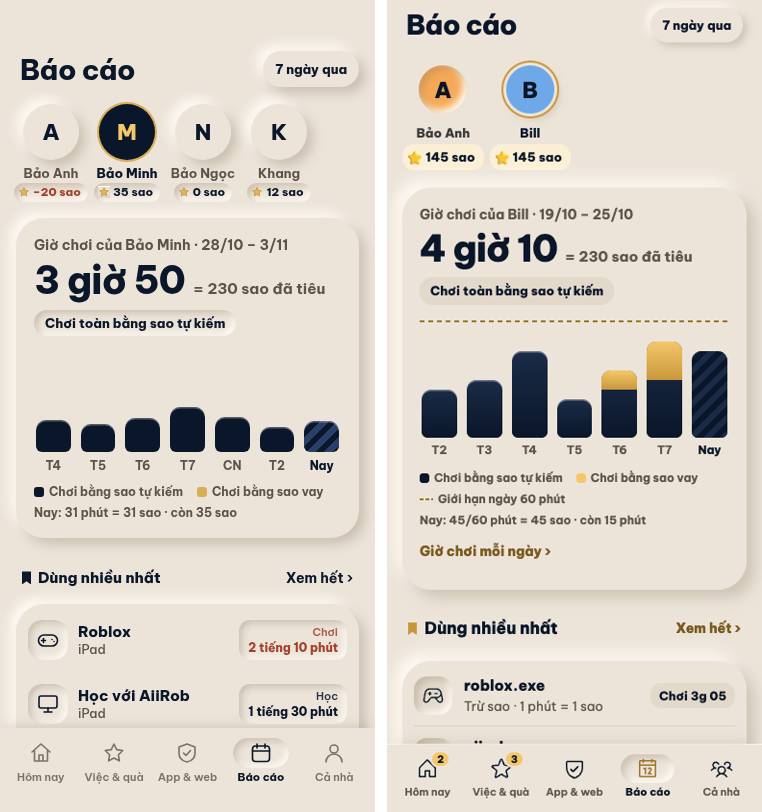 Báo cáo
7 ngày qua
A
M
N
K
Bảo Anh
Bảo Minh
Bảo Ngọc
Khang
−20 sao
35 sao
0 sao
12 sao
Giờ chơi của Bảo Minh · 28/10 – 3/11
3 giờ 50 = 230 sao đã tiêu
Chơi toàn bằng sao tự kiếm
T4 T5 T6 T7 CN T2 Nay
Chơi bằng sao tự kiếm Chơi bằng sao vay
Nay: 31 phút = 31 sao · còn 35 sao
Dùng nhiều nhất
Xem hết ›
Roblox
iPad
Chơi
2 tiếng 10 phút
Học với AiiRob
iPad
Học
1 tiếng 30 phút
Hôm nay
Việc & quà
App & web
Báo cáo
Cả nhà
Báo cáo
7 ngày qua
A
B
Bảo Anh
Bill
145 sao
145 sao
Giờ chơi của Bill · 19/10 – 25/10
4 giờ 10 = 230 sao đã tiêu
Chơi toàn bằng sao tự kiếm
T2 T3 T4 T5 T6 T7 Nay
Chơi bằng sao tự kiếm Chơi bằng sao vay
Giới hạn ngày 60 phút
Nay: 45/60 phút = 45 sao · còn 15 phút
Giờ chơi mỗi ngày ›
Dùng nhiều nhất
Xem hết ›
roblox.exe
Trừ sao · 1 phút = 1 sao
Chơi 3g 05
2
3
12
Hôm nay
Việc & quà
App & web
Báo cáo
Cả nhà